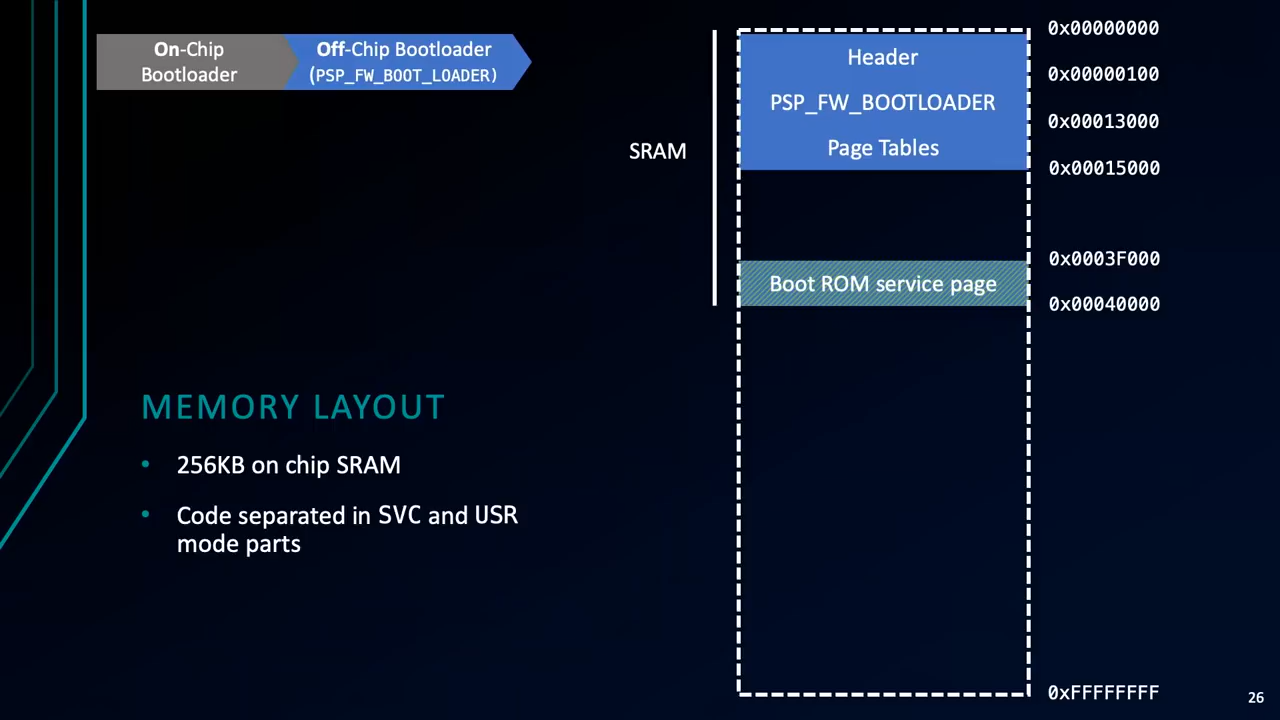 On-Chip
Bootloader
Off-Chip Bootloader
(PSP_FW_BOOT_LOADER)
MEMORY LAYOUT
• 256KB on chip SRAM
• Code separated in SVC and USR
mode parts
SRAM
Header
PSP_FW_BOOTLOADER
Page Tables
Boot ROM service page
0x00000000
0x00000100
0x00013000
0x00015000
0x0003F000
0x00040000
0xFFFFFFFF
26